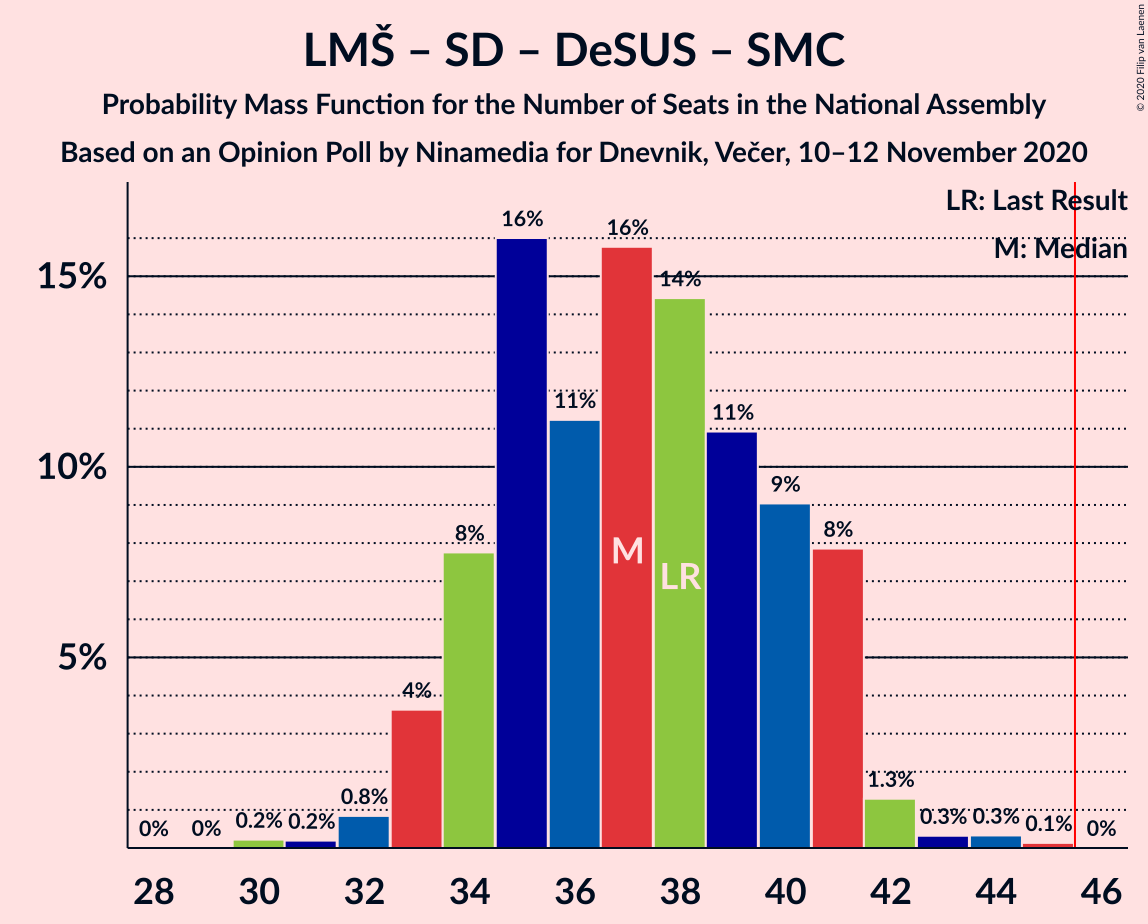 LMŠ – SD – DeSUS – SMC
Probability Mass Function for the Number of Seats in the National Assembly
Based on an Opinion Poll by Ninamedia for Dnevnik, Večer, 10–12 November 2020
© 2020 Filip van Laenen
LR: Last Result
M: Median
15%
10%
5%
0% 0% 0.2% 0.2% 0.8% 4% 8% 16% 11% 16% 14% 11% 9% 8% 1.3% 0.3% 0.3% 0.1% 0%
M
LR
28 30 32 34 36 38 40 42 44 46